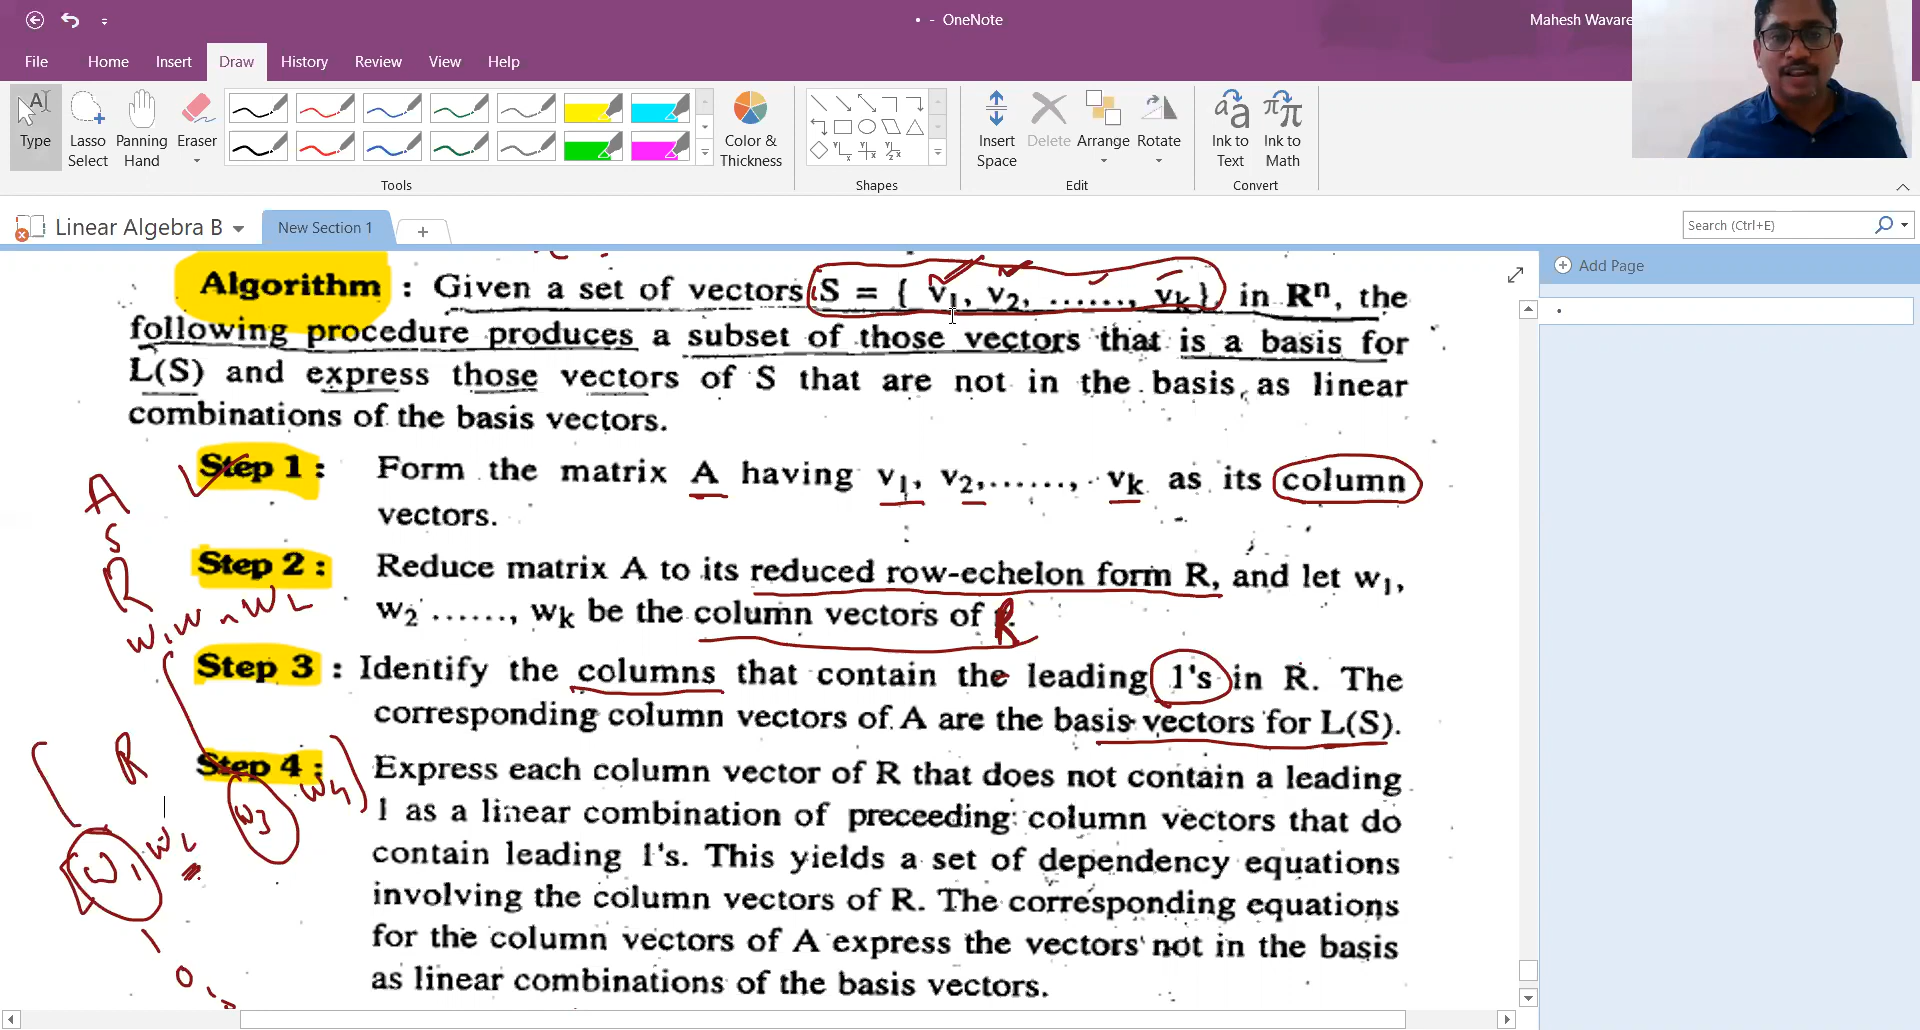 • - OneNote
Mahesh Wavare
File Home Insert Draw History Review View Help
Type
Lasso Select
Panning Hand
Eraser
Color & Thickness
Insert Space
Delete
Arrange
Rotate
Ink to Text
Ink to Math
Tools
Shapes
Edit
Convert
Linear Algebra B
New Section 1
Search (Ctrl+E)
Add Page
Algorithm : Given a set of vectors S = { v1, v2, ......, vk} in Rn, the
following procedure produces a subset of those vectors that is a basis for
L(S) and express those vectors of S that are not in the basis, as linear
combinations of the basis vectors.
Step 1 : Form the matrix A having v1, v2,......, vk as its column
vectors.
Step 2 : Reduce matrix A to its reduced row-echelon form R, and let w1,
w2 ......, wk be the column vectors of R
Step 3 : Identify the columns that contain the leading 1's in R. The
corresponding column vectors of A are the basis vectors for L(S).
Step 4 : Express each column vector of R that does not contain a leading
1 as a linear combination of preceeding column vectors that do
contain leading 1's. This yields a set of dependency equations
involving the column vectors of R. The corresponding equations
for the column vectors of A express the vectors not in the basis
as linear combinations of the basis vectors.
A
S
R
R
w1 w2 w3 w4